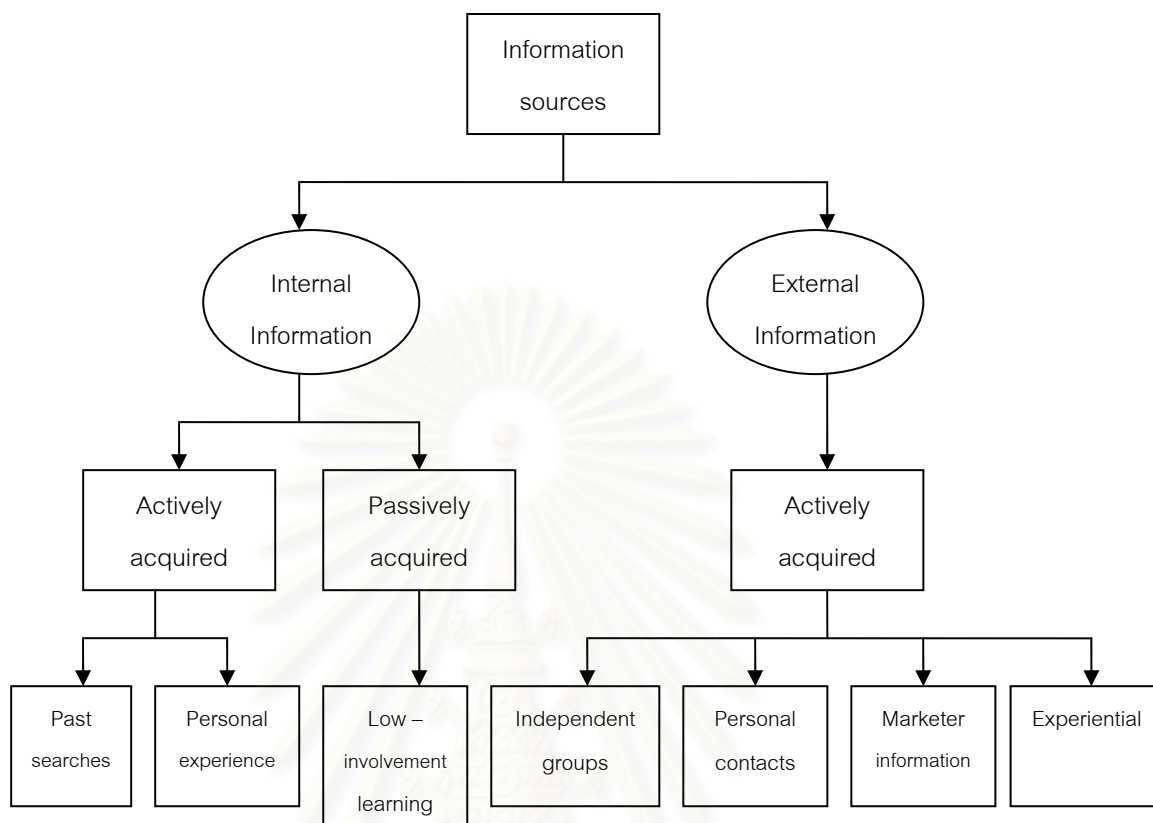 Information
sources
Internal
Information
External
Information
Actively
acquired
Passively
acquired
Actively
acquired
Past
searches
Personal
experience
Low –
involvement
learning
Independent
groups
Personal
contacts
Marketer
information
Experiential